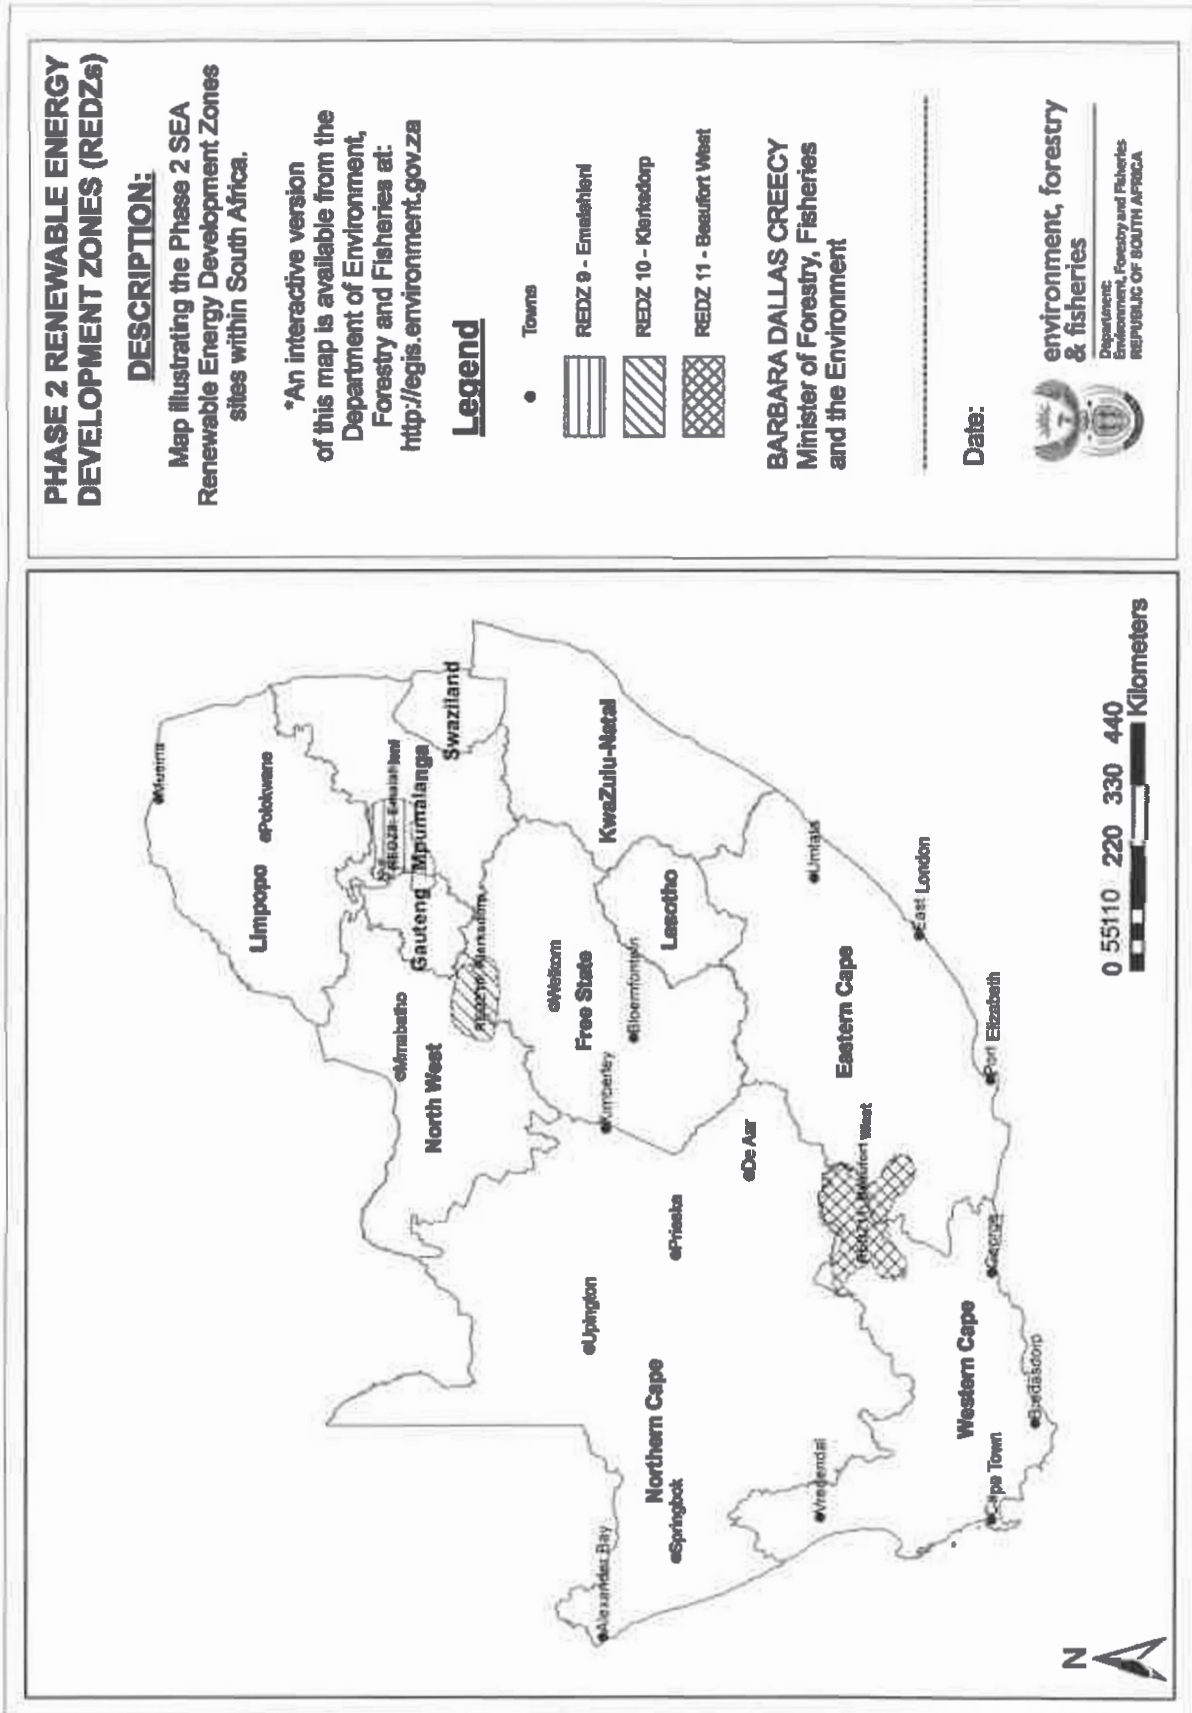 PHASE 2 RENEWABLE ENERGY
DEVELOPMENT ZONES (REDZs)
DESCRIPTION:
Map illustrating the Phase 2 SEA
Renewable Energy Development Zones
sites within South Africa.
*An interactive version
of this map is available from the
Department of Environment,
Forestry and Fisheries at:
http://egis.environment.gov.za
Legend
Towns
REDZ 9 - Emalahleni
REDZ 10 - Klerksdorp
REDZ 11 - Beaufort West
BARBARA DALLAS CREECY
Minister of Forestry, Fisheries
and the Environment
Date:
environment, forestry
& fisheries
Department:
Environment, Forestry and Fisheries
REPUBLIC OF SOUTH AFRICA
Musina
Limpopo
Polokwane
Emalahleni
Mpumalanga
Gauteng
Swaziland
Mmabatho
North West
Klerksdorp
Welkom
Free State
KwaZulu-Natal
Kimberley
Bloemfontein
Lesotho
Upington
Alexander Bay
Northern Cape
Springbok
Prieska
De Aar
Umtata
Vredendal
Eastern Cape
Beaufort West
East London
Western Cape
Cape Town
George
Port Elizabeth
Bredasdorp
N
0 55110 220 330 440
Kilometers